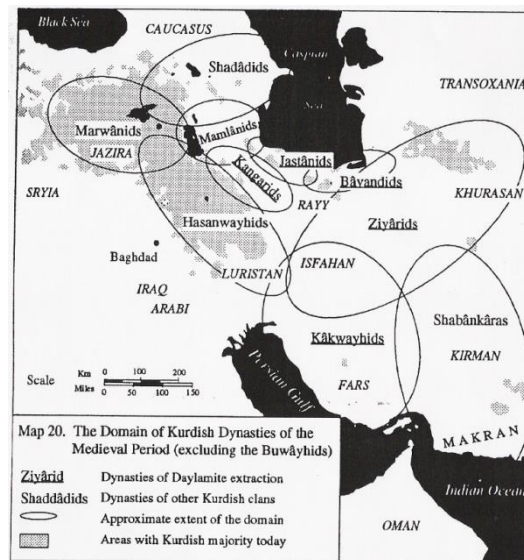 Black Sea
CAUCASUS
Caspian
Sea
Shadâdids
TRANSOXANIA
Marwânids
Mamlânids
JAZIRA
Jastânids
Kangarids
Bâvandids
SRYIA
RAYY
KHURASAN
Hasanwayhids
Ziyârids
Baghdad
LURISTAN
ISFAHAN
IRAQ
ARABI
Shabânkâras
Kâkwayhids
KIRMAN
Scale
Km 0 100 200
Miles 0 50 100 150
Persian Gulf
FARS
MAKRAN
Indian Ocean
OMAN
Map 20. The Domain of Kurdish Dynasties of the
Medieval Period (excluding the Buwâyhids)
Ziyârid Dynasties of Daylamite extraction
Shaddâdids Dynasties of other Kurdish clans
Approximate extent of the domain
Areas with Kurdish majority today